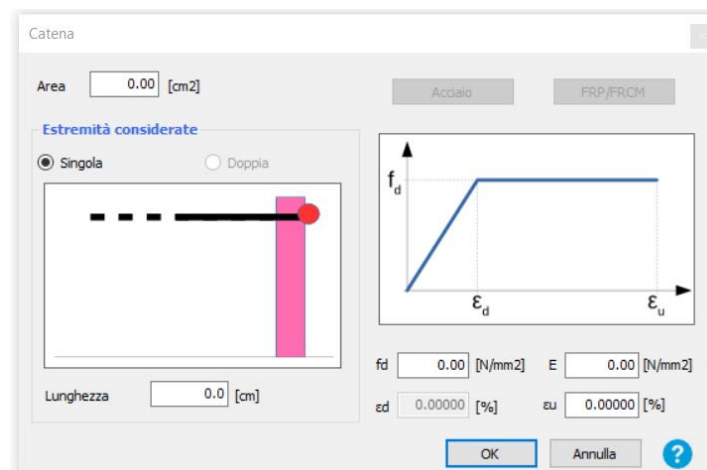 Catena
Area 0.00 [cm2]
Acciaio FRP/FRCM
Estremità considerate
Singola Doppia
fd
εd εu
fd 0.00 [N/mm2] E 0.00 [N/mm2]
Lunghezza 0.0 [cm]
εd 0.00000 [%] εu 0.00000 [%]
OK Annulla ?